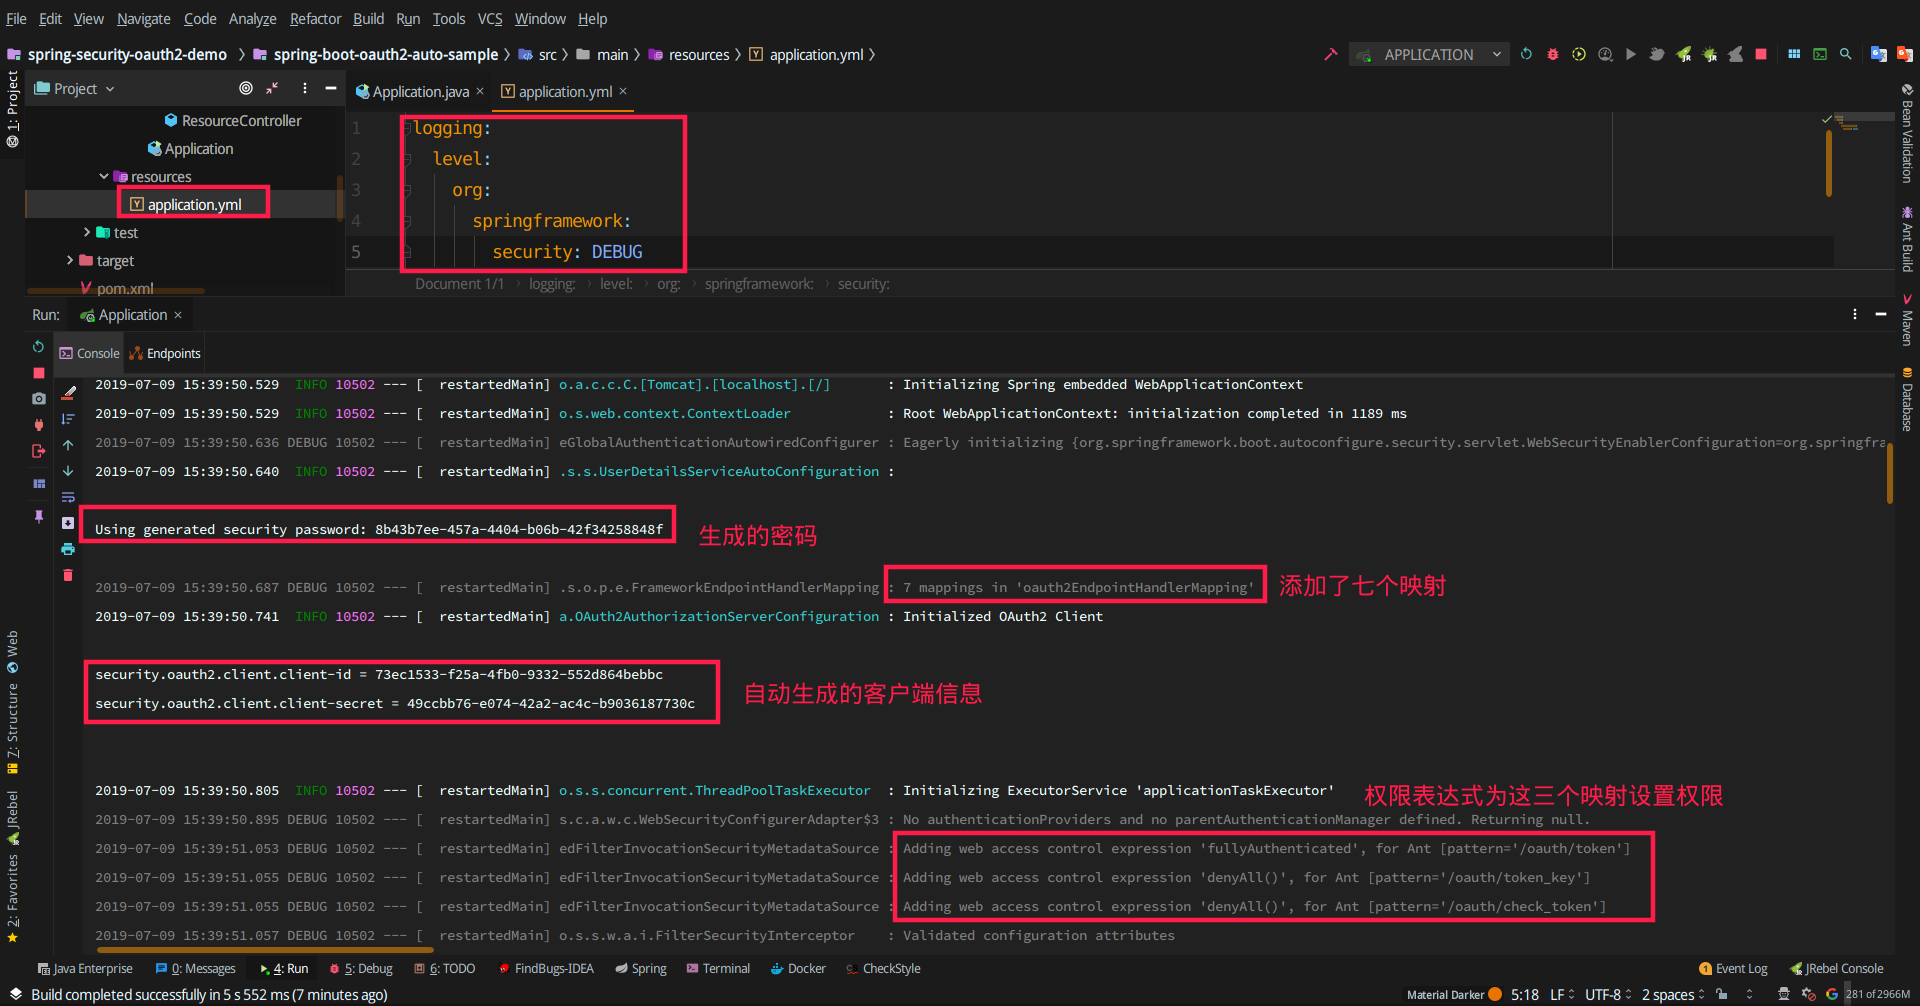 File Edit View Navigate Code Analyze Refactor Build Run Tools VCS Window Help
spring-security-oauth2-demo spring-boot-oauth2-auto-sample src main resources application.yml APPLICATION
1: Project
Project
Application.java × application.yml ×
ResourceController
Application
resources
application.yml
test
target
pom.xml
1 logging:
2 level:
3 org:
4 springframework:
5 security: DEBUG
Document 1/1 logging: level: org: springframework: security:
Bean Validation
Ant Build
Maven
Database
Run: Application ×
Console Endpoints
2019-07-09 15:39:50.529 INFO 10502 --- [ restartedMain] o.a.c.c.C.[Tomcat].[localhost].[/] : Initializing Spring embedded WebApplicationContext
2019-07-09 15:39:50.529 INFO 10502 --- [ restartedMain] o.s.web.context.ContextLoader : Root WebApplicationContext: initialization completed in 1189 ms
2019-07-09 15:39:50.636 DEBUG 10502 --- [ restartedMain] eGlobalAuthenticationAutowiredConfigurer : Eagerly initializing {org.springframework.boot.autoconfigure.security.servlet.WebSecurityEnablerConfiguration=org.springfra
2019-07-09 15:39:50.640 INFO 10502 --- [ restartedMain] .s.s.UserDetailsServiceAutoConfiguration :
Using generated security password: 8b43b7ee-457a-4404-b06b-42f34258848f
生成的密码
2019-07-09 15:39:50.687 DEBUG 10502 --- [ restartedMain] .s.o.p.e.FrameworkEndpointHandlerMapping : 7 mappings in 'oauth2EndpointHandlerMapping'
添加了七个映射
2019-07-09 15:39:50.741 INFO 10502 --- [ restartedMain] a.OAuth2AuthorizationServerConfiguration : Initialized OAuth2 Client
security.oauth2.client.client-id = 73ec1533-f25a-4fb0-9332-552d864bebbc
security.oauth2.client.client-secret = 49ccbb76-e074-42a2-ac4c-b9036187730c
自动生成的客户端信息
2019-07-09 15:39:50.805 INFO 10502 --- [ restartedMain] o.s.s.concurrent.ThreadPoolTaskExecutor : Initializing ExecutorService 'applicationTaskExecutor'
权限表达式为这三个映射设置权限
2019-07-09 15:39:50.895 DEBUG 10502 --- [ restartedMain] s.c.a.w.c.WebSecurityConfigurerAdapter$3 : No authenticationProviders and no parentAuthenticationManager defined. Returning null.
2019-07-09 15:39:51.053 DEBUG 10502 --- [ restartedMain] edFilterInvocationSecurityMetadataSource : Adding web access control expression 'fullyAuthenticated', for Ant [pattern='/oauth/token']
2019-07-09 15:39:51.055 DEBUG 10502 --- [ restartedMain] edFilterInvocationSecurityMetadataSource : Adding web access control expression 'denyAll()', for Ant [pattern='/oauth/token_key']
2019-07-09 15:39:51.055 DEBUG 10502 --- [ restartedMain] edFilterInvocationSecurityMetadataSource : Adding web access control expression 'denyAll()', for Ant [pattern='/oauth/check_token']
2019-07-09 15:39:51.057 DEBUG 10502 --- [ restartedMain] o.s.s.w.a.i.FilterSecurityInterceptor : Validated configuration attributes
Web
7: Structure
JRebel
2: Favorites
Java Enterprise 0: Messages 4: Run 5: Debug 6: TODO FindBugs-IDEA Spring Terminal Docker CheckStyle 1 Event Log JRebel Console
Build completed successfully in 5 s 552 ms (7 minutes ago) Material Darker 5:18 LF UTF-8 2 spaces 281 of 2966M